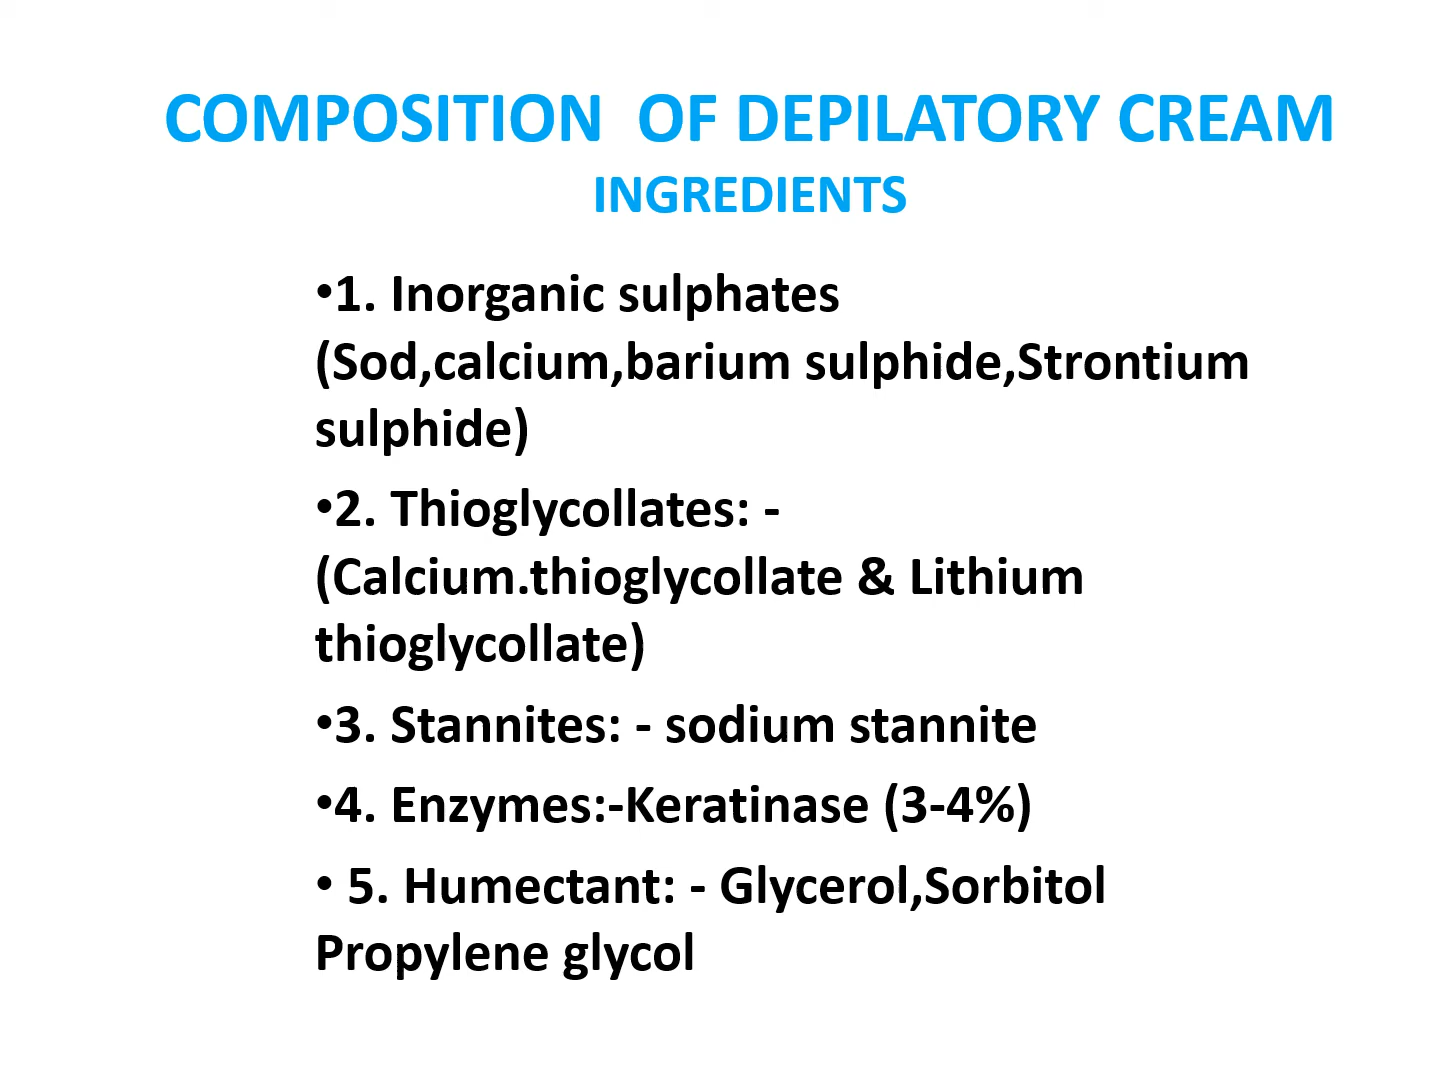 COMPOSITION  OF DEPILATORY CREAM
INGREDIENTS
•1. Inorganic sulphates
(Sod,calcium,barium sulphide,Strontium
sulphide)
•2. Thioglycollates: -
(Calcium.thioglycollate & Lithium
thioglycollate)
•3. Stannites: - sodium stannite
•4. Enzymes:-Keratinase (3-4%)
• 5. Humectant: - Glycerol,Sorbitol
Propylene glycol